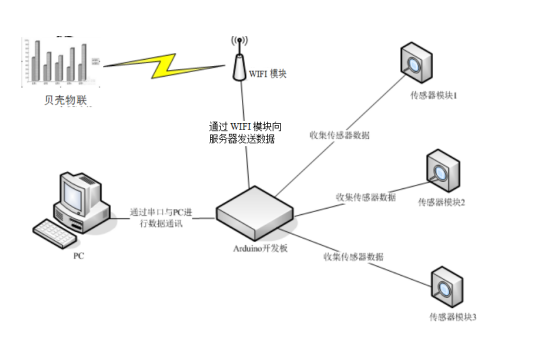 WIFI 模块
贝壳物联
传感器模块1
通过 WIFI 模块向
服务器发送数据
收集传感器数据
收集传感器数据
传感器模块2
通过串口与PC进
行数据通讯
Arduino开发板
PC
收集传感器数据
传感器模块3